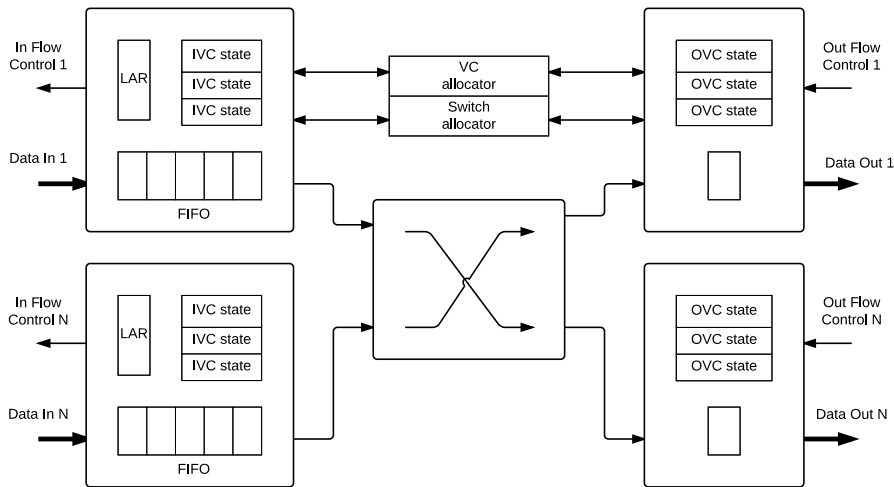 In Flow
Control 1
LAR
IVC state
IVC state
IVC state
VC
allocator
Switch
allocator
OVC state
OVC state
OVC state
Out Flow
Control 1
Data In 1
FIFO
Data Out 1
In Flow
Control N
LAR
IVC state
IVC state
IVC state
OVC state
OVC state
OVC state
Out Flow
Control N
Data In N
FIFO
Data Out N